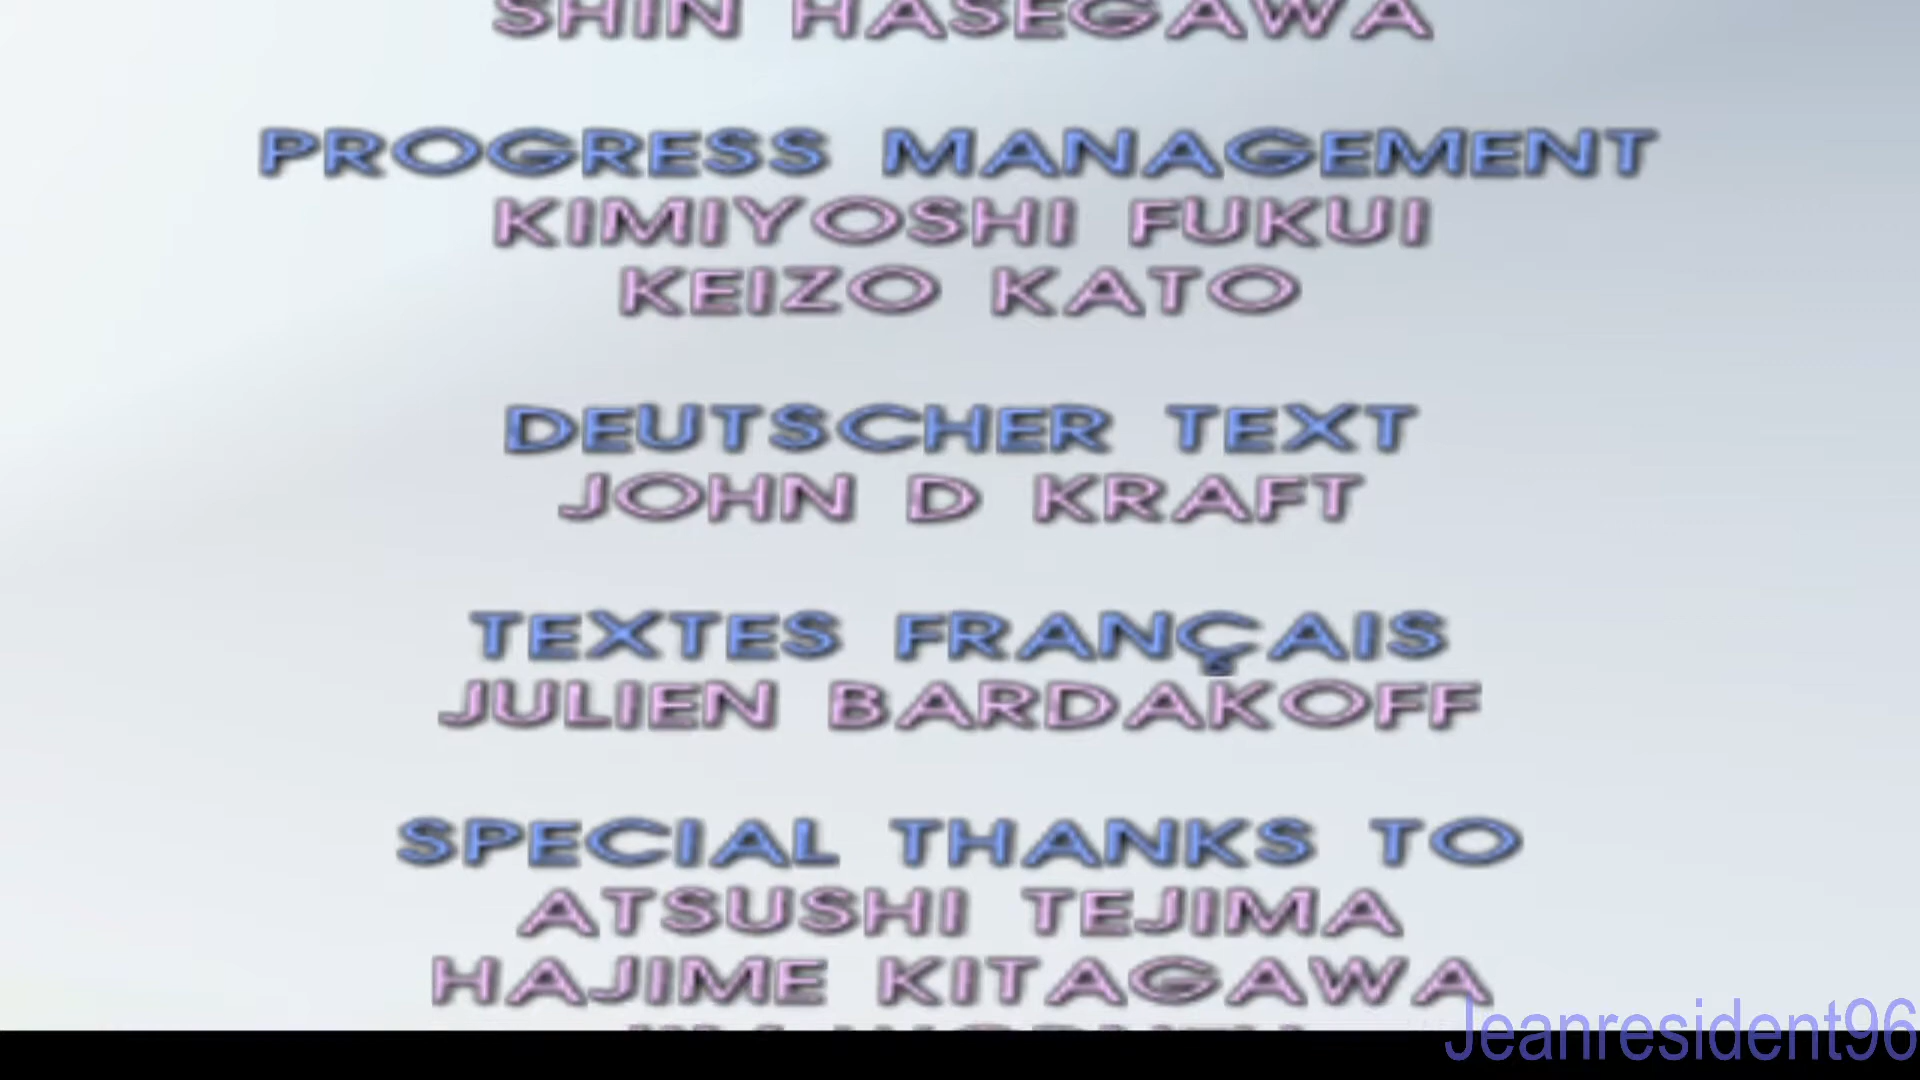 SHIN HASEGAWA
PROGRESS MANAGEMENT
KIMIYOSHI FUKUI
KEIZO KATO
DEUTSCHER TEXT
JOHN D KRAFT
TEXTES FRANÇAIS
JULIEN BARDAKOFF
SPECIAL THANKS TO
ATSUSHI TEJIMA
HAJIME KITAGAWA
Jeanresident96